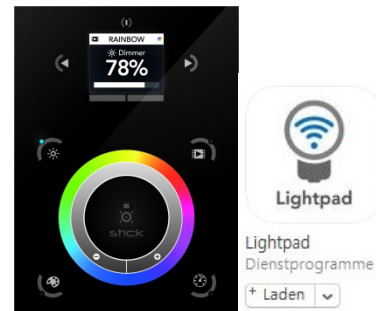 RAINBOW
Dimmer
78%
stick
Lightpad
Lightpad
Dienstprogramme
+ Laden